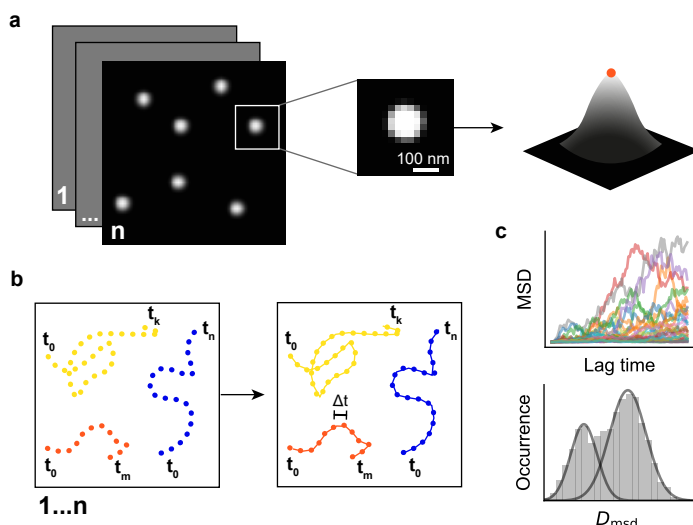 a
1
...
n
100 nm
b
t₀
tₖ
tₙ
t₀
tₘ
t₀
1...n
t₀
tₖ
tₙ
Δt
t₀
tₘ
t₀
c
MSD
Lag time
Occurrence
Dmsd